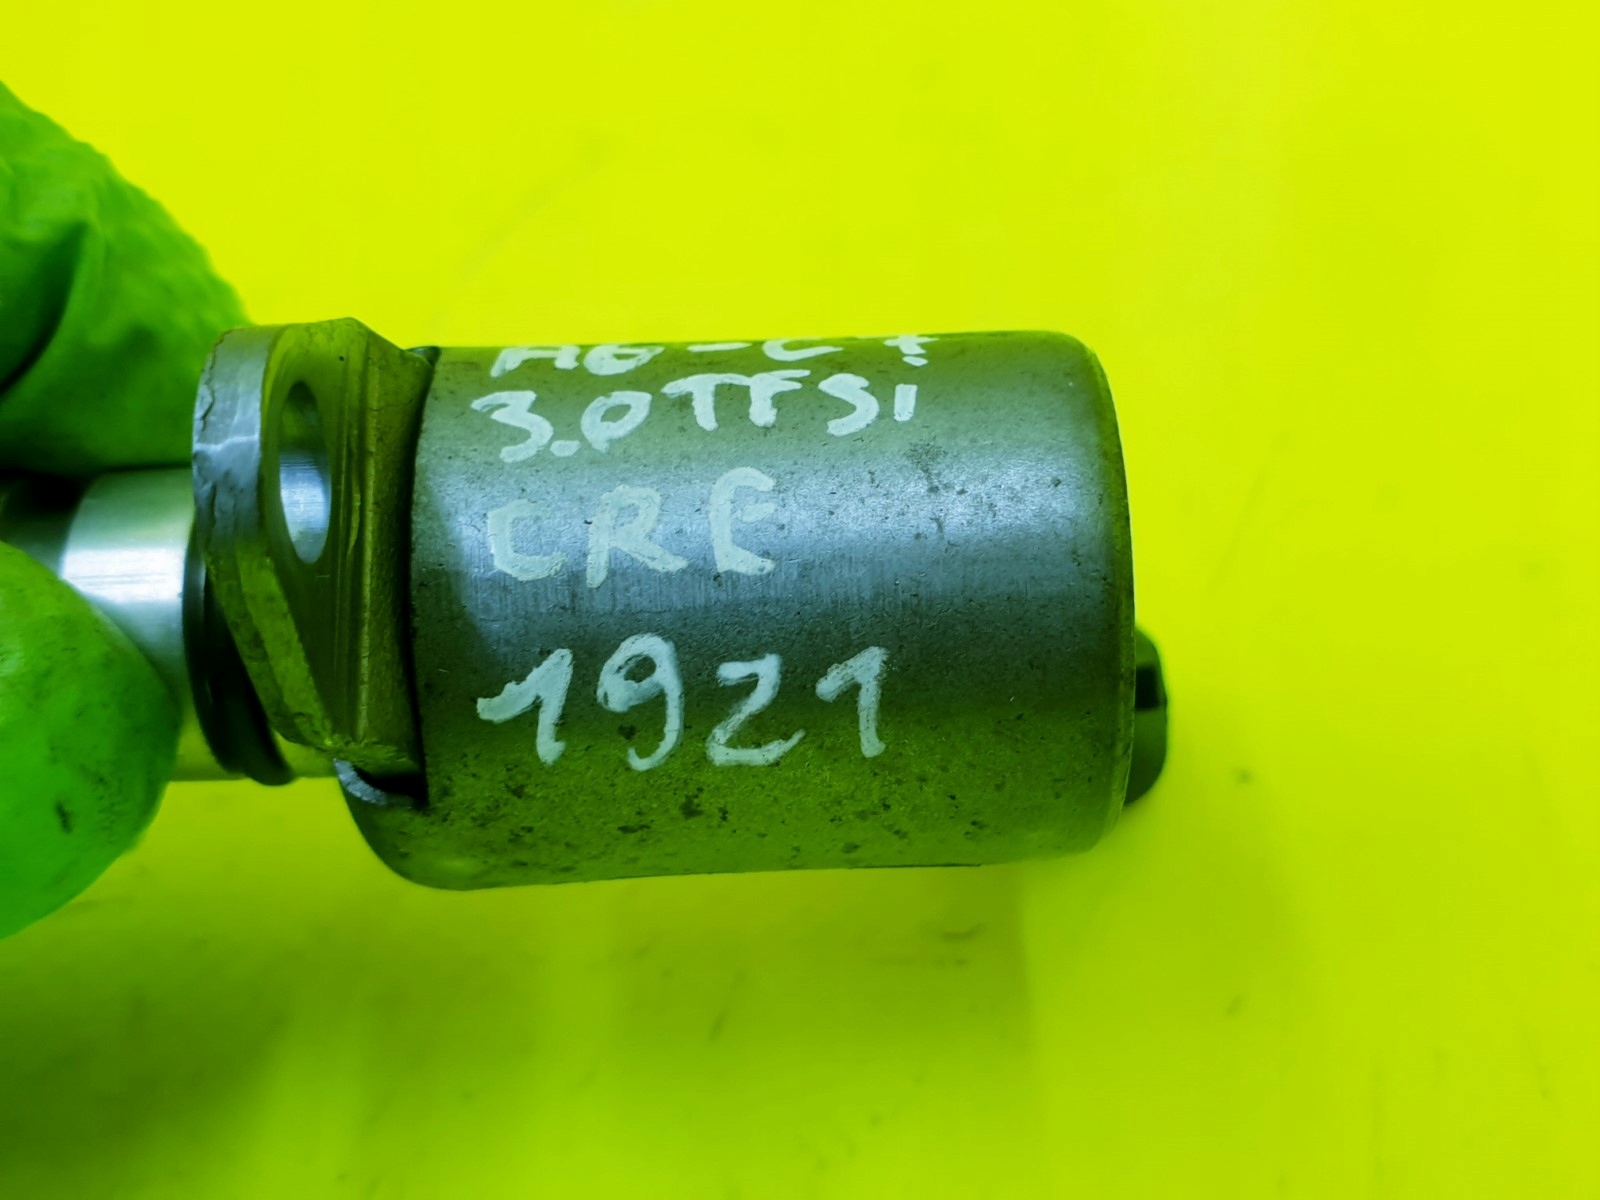 A6-C7
3.0TFSi
CRE
1921